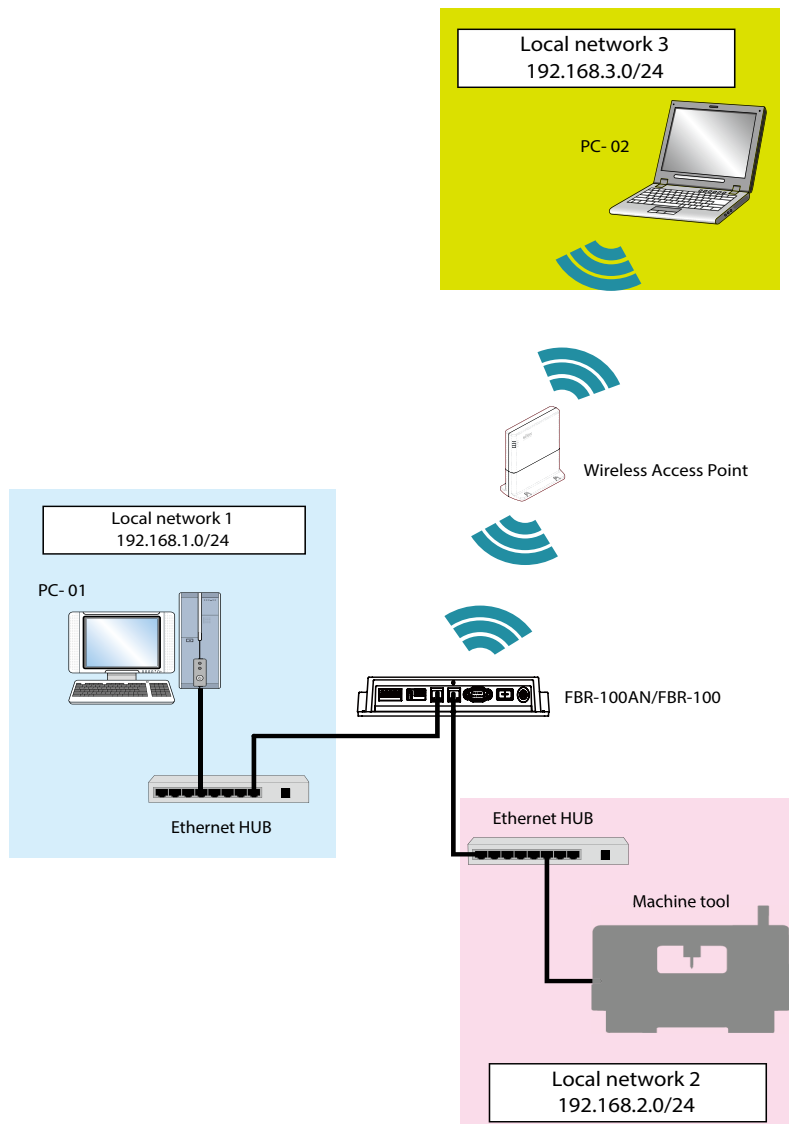 Local network 3
192.168.3.0/24
PC- 02
Wireless Access Point
Local network 1
192.168.1.0/24
PC- 01
FBR-100AN/FBR-100
Ethernet HUB
Ethernet HUB
Machine tool
Local network 2
192.168.2.0/24